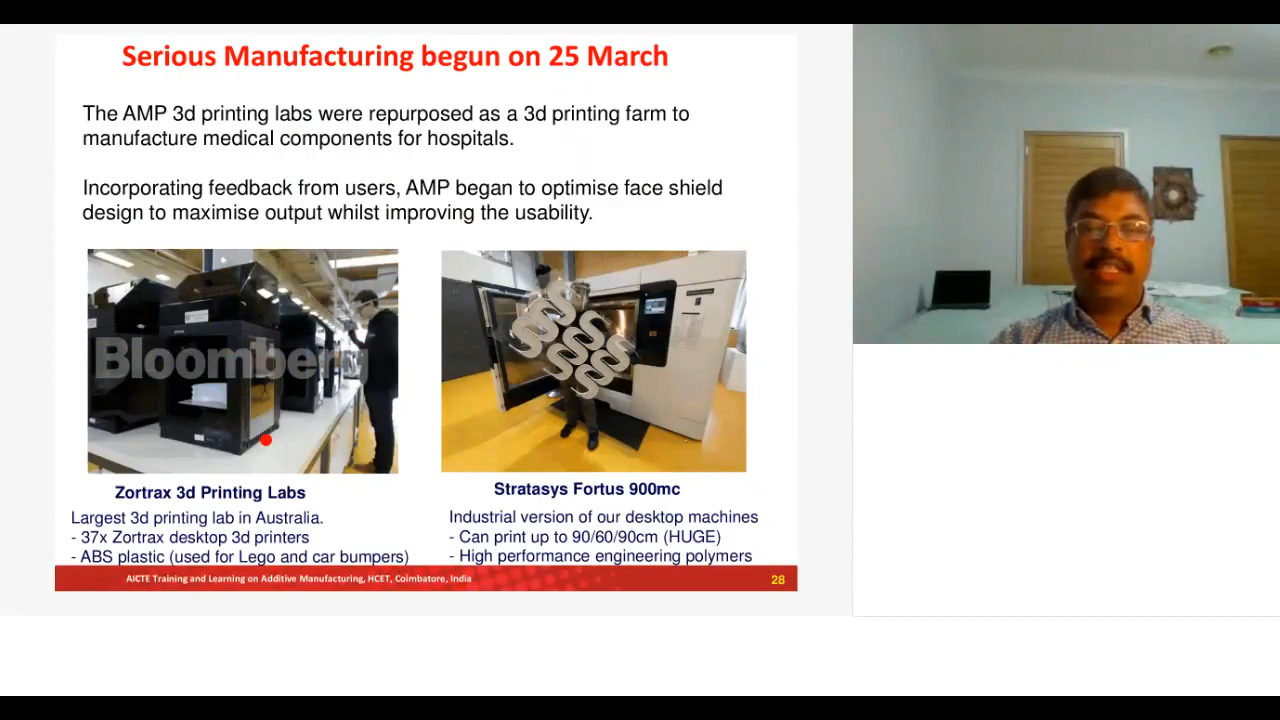 Serious Manufacturing begun on 25 March
The AMP 3d printing labs were repurposed as a 3d printing farm to
manufacture medical components for hospitals.
Incorporating feedback from users, AMP began to optimise face shield
design to maximise output whilst improving the usability.
Bloomberg
Zortrax 3d Printing Labs
Largest 3d printing lab in Australia.
- 37x Zortrax desktop 3d printers
- ABS plastic (used for Lego and car bumpers)
Stratasys Fortus 900mc
Industrial version of our desktop machines
- Can print up to 90/60/90cm (HUGE)
- High performance engineering polymers
AICTE Training and Learning on Additive Manufacturing, HCET, Coimbatore, India
28